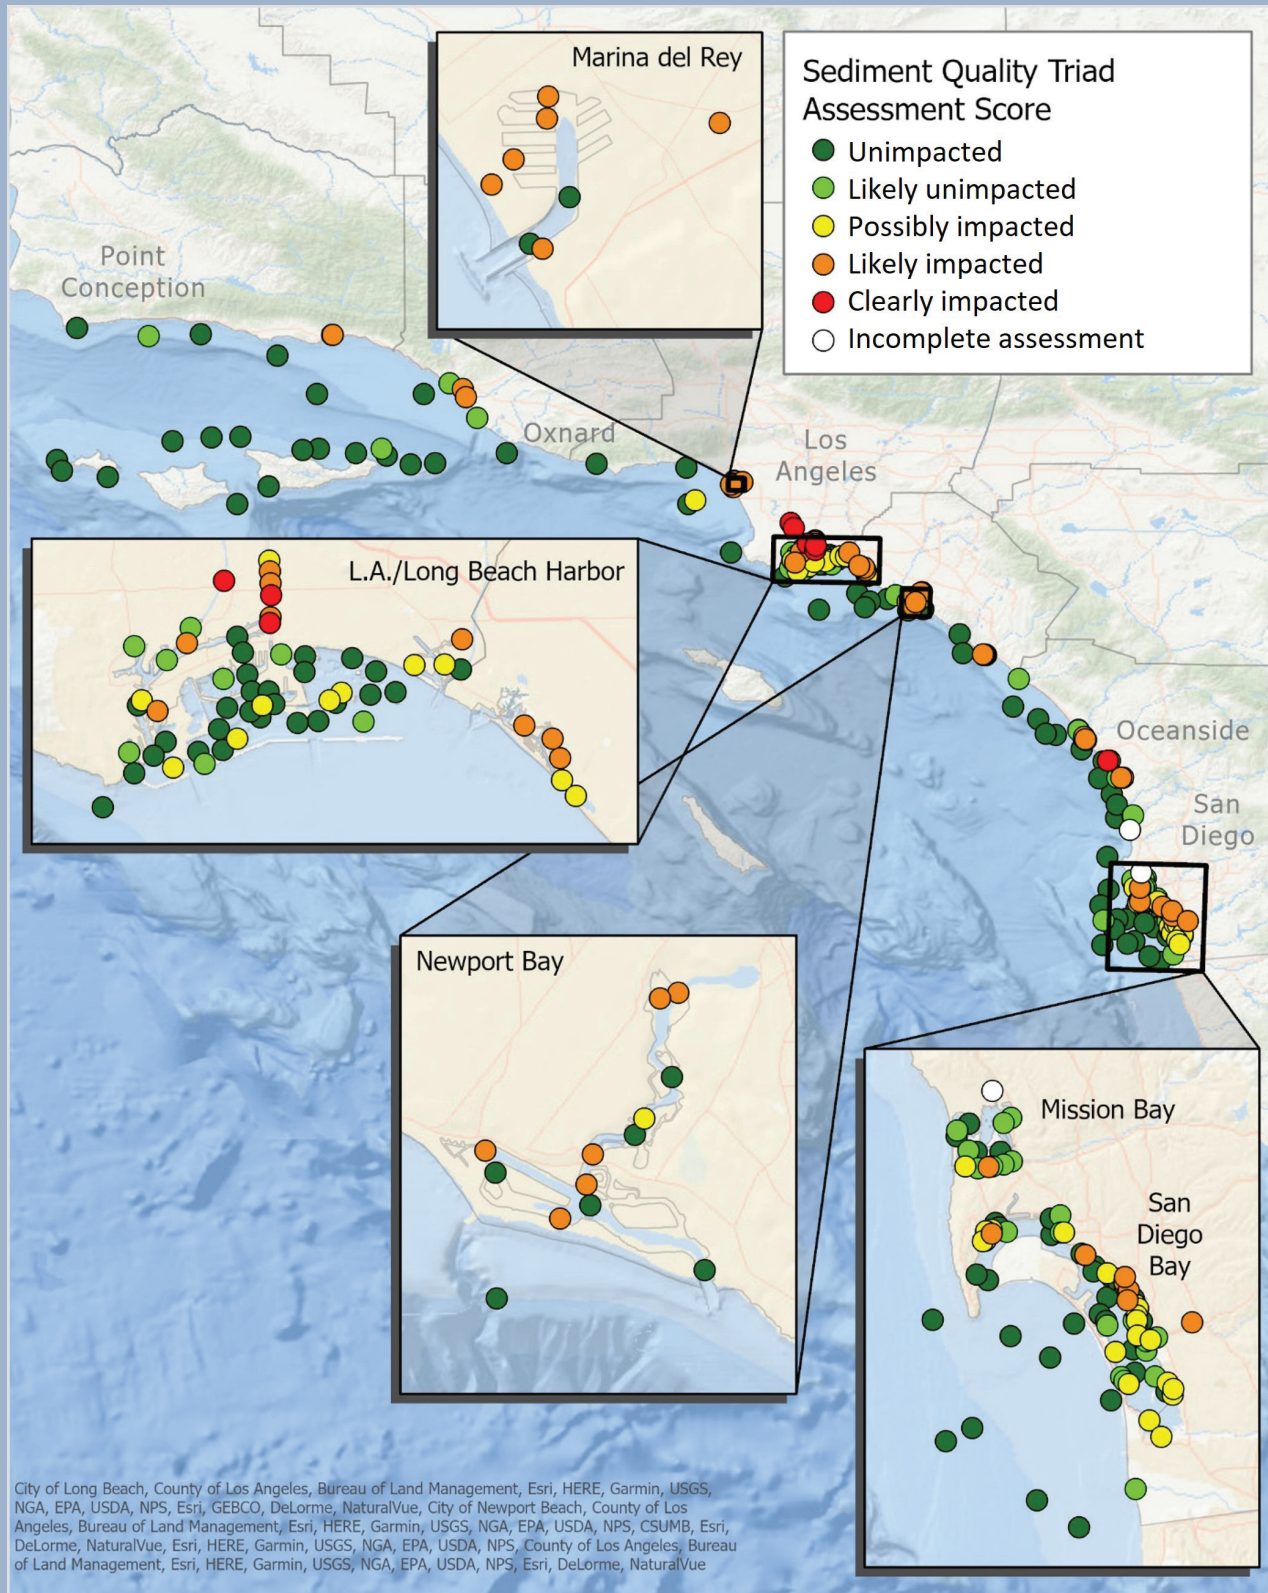 Marina del Rey
Sediment Quality Triad
Assessment Score
Unimpacted
Likely unimpacted
Possibly impacted
Likely impacted
Clearly impacted
Incomplete assessment
Point
Conception
Oxnard
Los
Angeles
L.A./Long Beach Harbor
Oceanside
San
Diego
Newport Bay
Mission Bay
San
Diego
Bay
City of Long Beach, County of Los Angeles, Bureau of Land Management, Esri, HERE, Garmin, USGS,
NGA, EPA, USDA, NPS, Esri, GEBCO, DeLorme, NaturalVue, City of Newport Beach, County of Los
Angeles, Bureau of Land Management, Esri, HERE, Garmin, USGS, NGA, EPA, USDA, NPS, CSUMB, Esri,
DeLorme, NaturalVue, Esri, HERE, Garmin, USGS, NGA, EPA, USDA, NPS, County of Los Angeles, Bureau
of Land Management, Esri, HERE, Garmin, USGS, NGA, EPA, USDA, NPS, Esri, DeLorme, NaturalVue